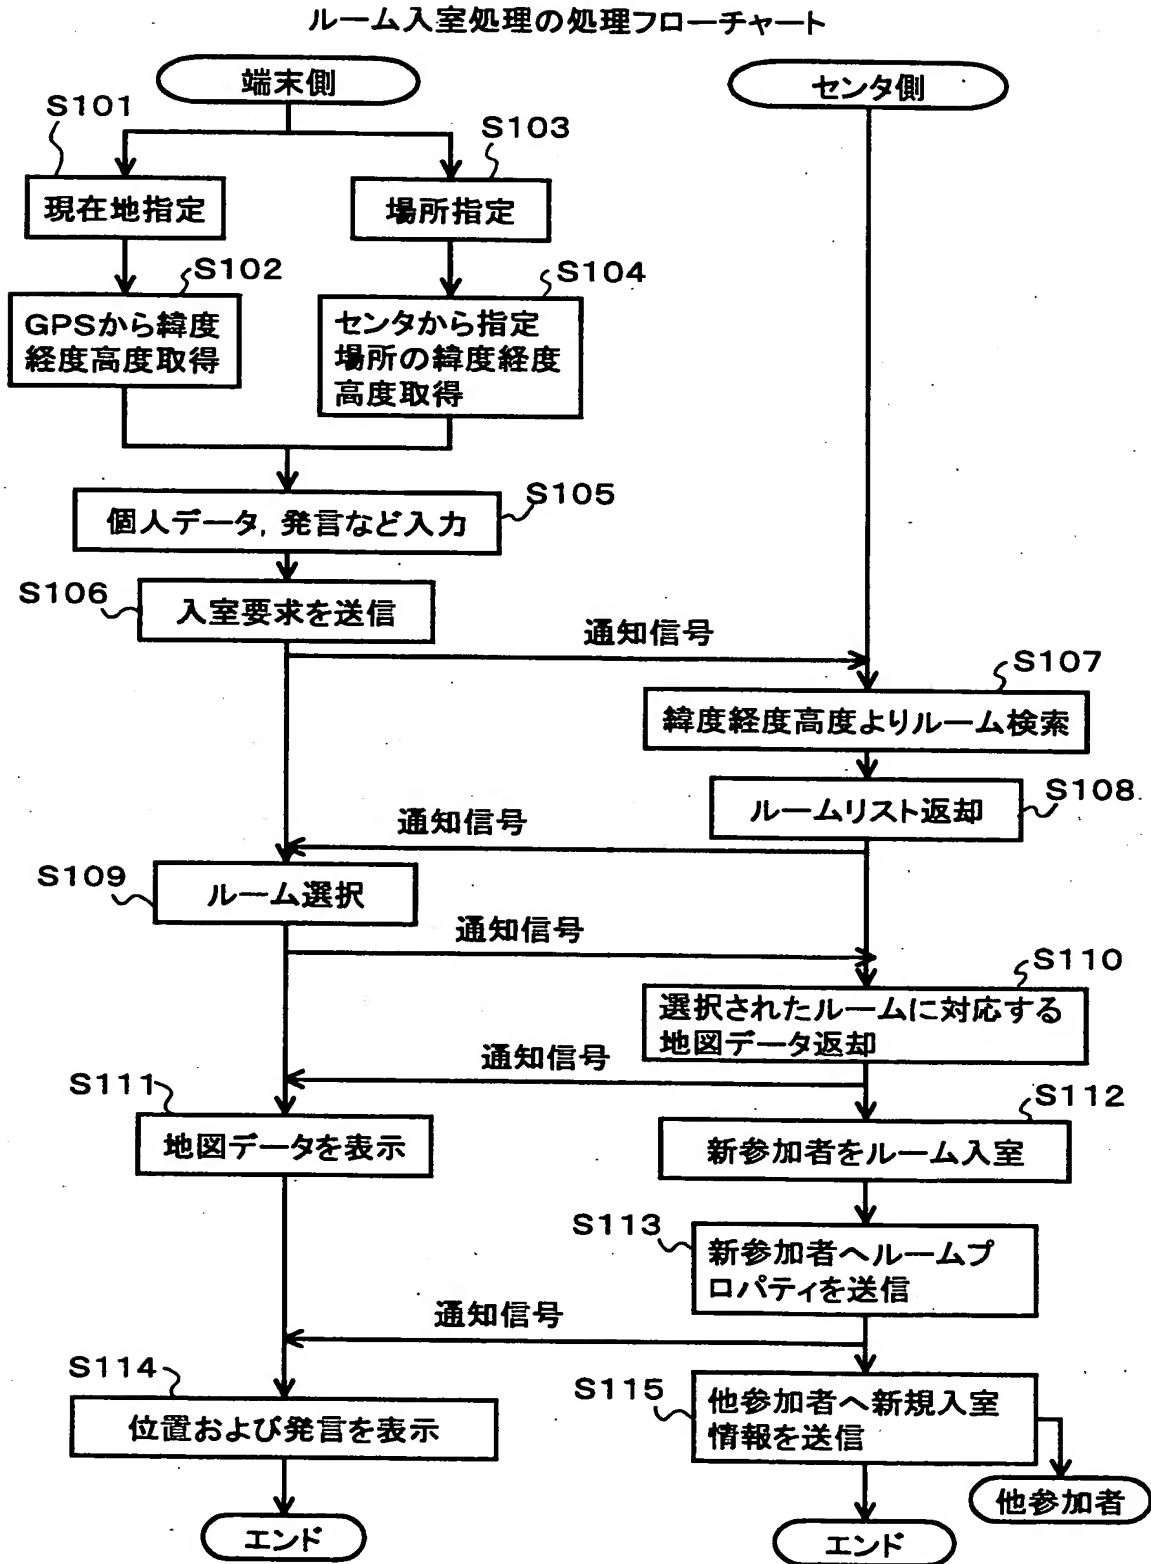 ルーム入室処理の処理フローチャート
端末側
センタ側
S101
S103
現在地指定
場所指定
S102
S104
GPSから緯度
経度高度取得
センタから指定
場所の緯度経度
高度取得
S105
個人データ, 発言など入力
S106
入室要求を送信
通知信号
S107
緯度経度高度よりルーム検索
S108
ルームリスト返却
通知信号
S109
ルーム選択
通知信号
S110
選択されたルームに対応する
地図データ返却
通知信号
S111
地図データを表示
S112
新参加者をルーム入室
S113
新参加者へルームプ
ロパティを送信
通知信号
S114
位置および発言を表示
S115
他参加者へ新規入室
情報を送信
他参加者
エンド
エンド